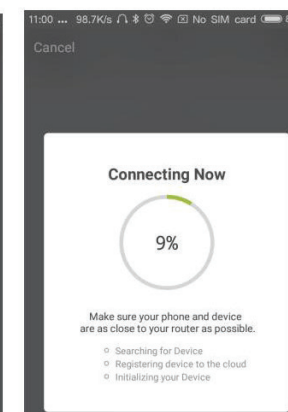 11:00 ... 98.7K/s No SIM card
Cancel
Connecting Now
9%
Make sure your phone and device
are as close to your router as possible.
Searching for Device
Registering device to the cloud
Initializing your Device